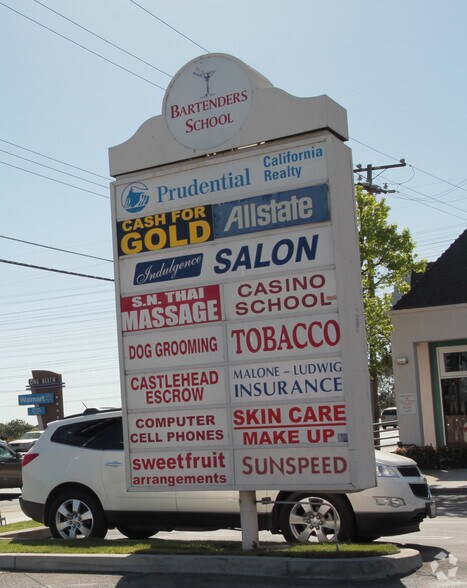 BARTENDERS
SCHOOL
Prudential California
Realty
CASH FOR
GOLD
Allstate
Indulgence SALON
S.N. THAI
MASSAGE
CASINO
SCHOOL
DOG GROOMING
TOBACCO
CASTLEHEAD
ESCROW
MALONE - LUDWIG
INSURANCE
COMPUTER
CELL PHONES
SKIN CARE
MAKE UP
sweetfruit
arrangements
SUNSPEED
Walmart